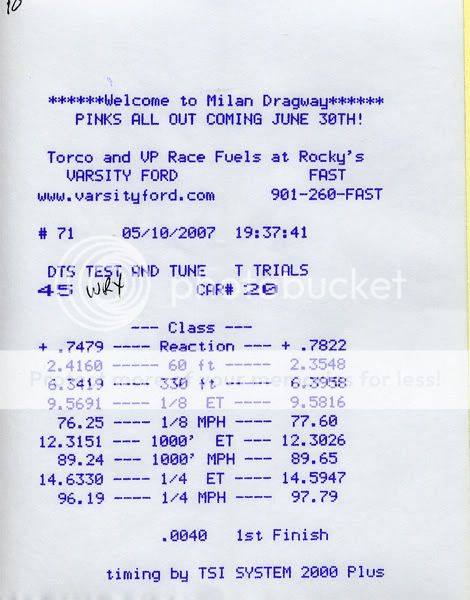 10
******Welcome to Milan Dragway******
PINKS ALL OUT COMING JUNE 30TH!
Torco and VP Race Fuels at Rocky's
VARSITY FORD FAST
www.varsityford.com 901-260-FAST
# 71 05/10/2007 19:37:41
DTS TEST AND TUNE T TRIALS
45 WRX CAR# 20
--- Class ---
+ .7479 --- Reaction --- + .7822
2.4160 ----- 60 ft ---- 2.3548
6.3419 ----- 330 ft --- 6.3958
9.5691 ---- 1/8 ET ---- 9.5816
76.25 ---- 1/8 MPH ---- 77.60
12.3151 --- 1000' ET --- 12.3026
89.24 --- 1000' MPH --- 89.65
14.6330 ---- 1/4 ET ---- 14.5947
96.19 ---- 1/4 MPH ---- 97.79
.0040 1st Finish
timing by TSI SYSTEM 2000 Plus
photobucket